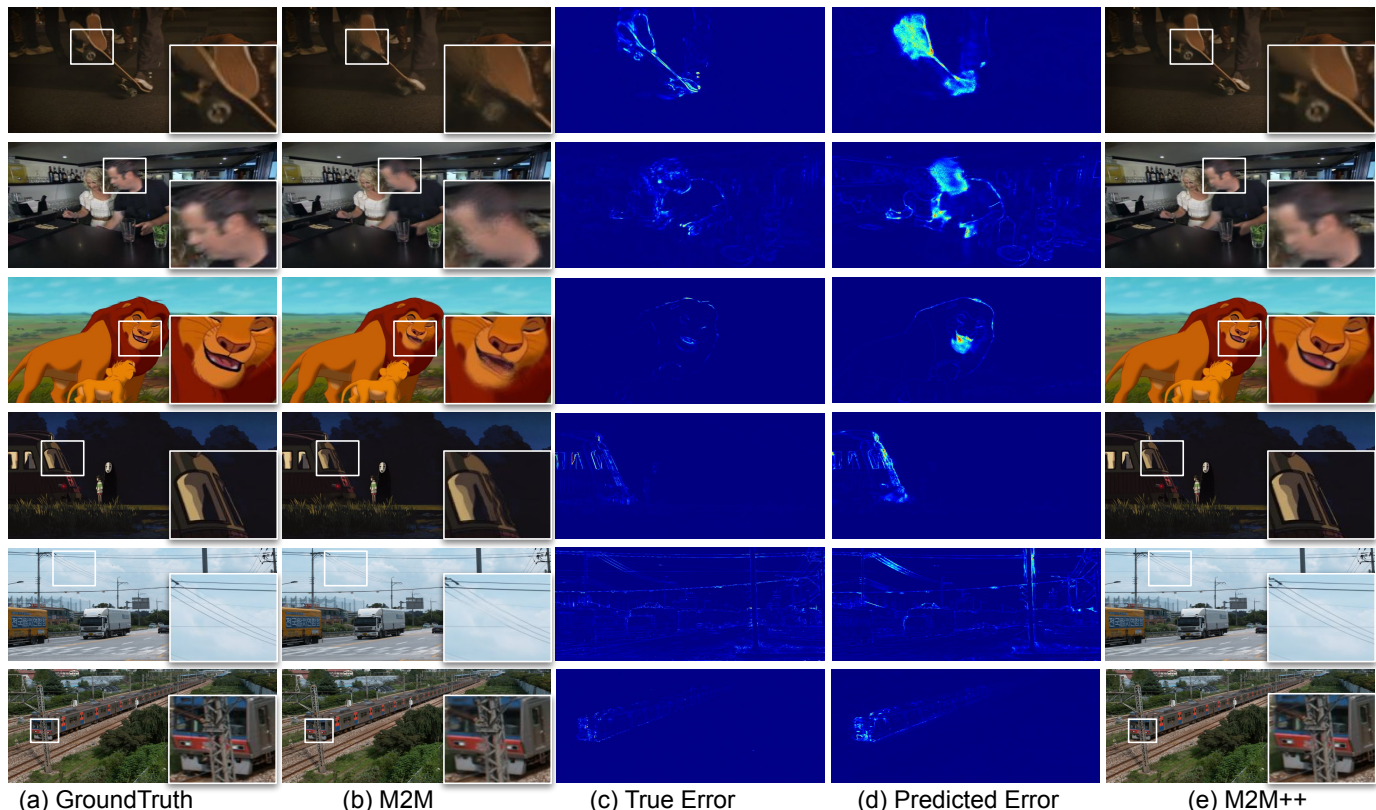 (a) GroundTruth
(b) M2M
(c) True Error
(d) Predicted Error
(e) M2M++